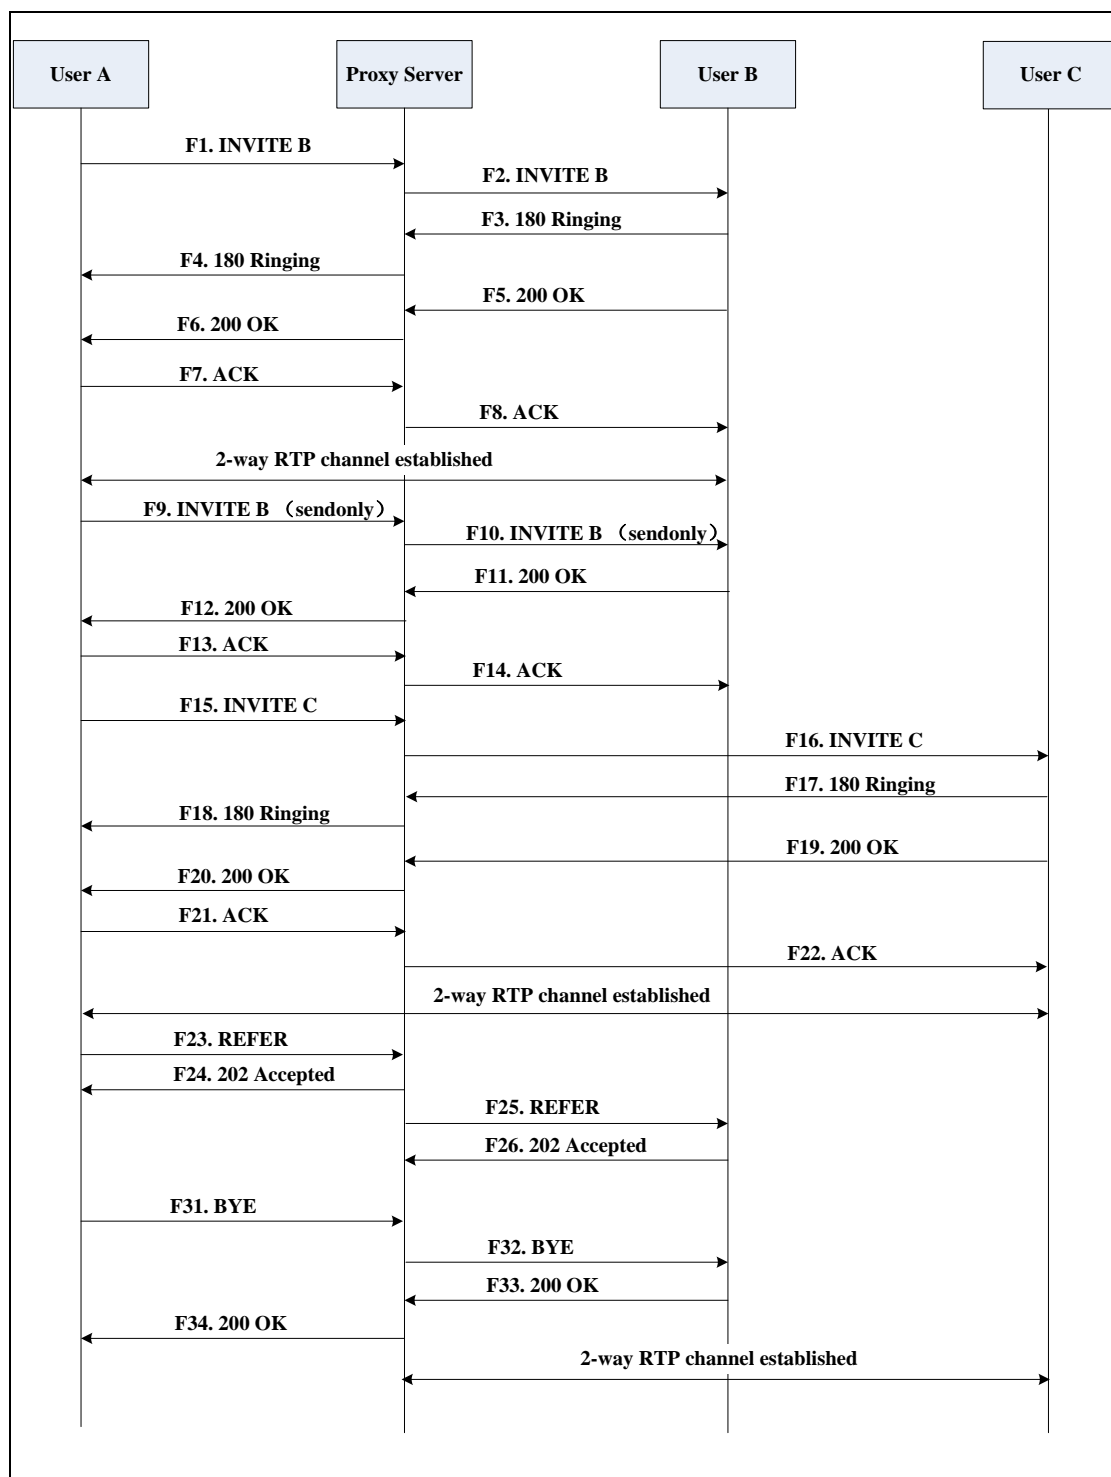 User A
Proxy Server
User B
User C
F1. INVITE B
F2. INVITE B
F3. 180 Ringing
F4. 180 Ringing
F5. 200 OK
F6. 200 OK
F7. ACK
F8. ACK
2-way RTP channel established
F9. INVITE B （sendonly）
F10. INVITE B （sendonly）
F11. 200 OK
F12. 200 OK
F13. ACK
F14. ACK
F15. INVITE C
F16. INVITE C
F17. 180 Ringing
F18. 180 Ringing
F19. 200 OK
F20. 200 OK
F21. ACK
F22. ACK
2-way RTP channel established
F23. REFER
F24. 202 Accepted
F25. REFER
F26. 202 Accepted
F31. BYE
F32. BYE
F33. 200 OK
F34. 200 OK
2-way RTP channel established